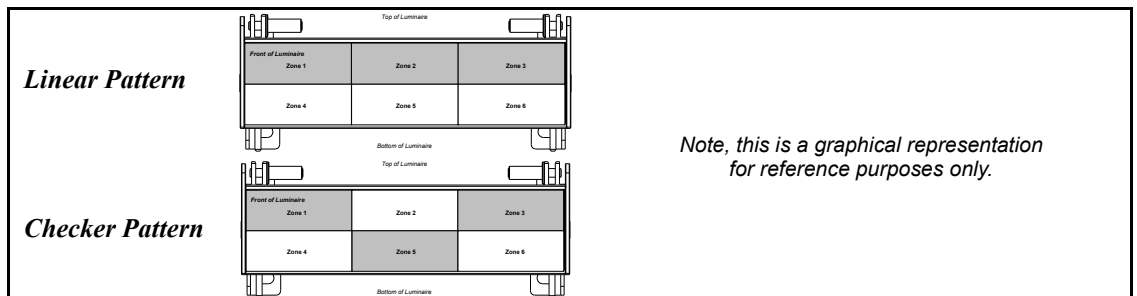 Top of Luminaire
Front of Luminaire
Zone 1 Zone 2 Zone 3
Linear Pattern
Zone 4 Zone 5 Zone 6
Bottom of Luminaire
Note, this is a graphical representation
for reference purposes only.
Top of Luminaire
Front of Luminaire
Zone 1 Zone 2 Zone 3
Checker Pattern
Zone 4 Zone 5 Zone 6
Bottom of Luminaire